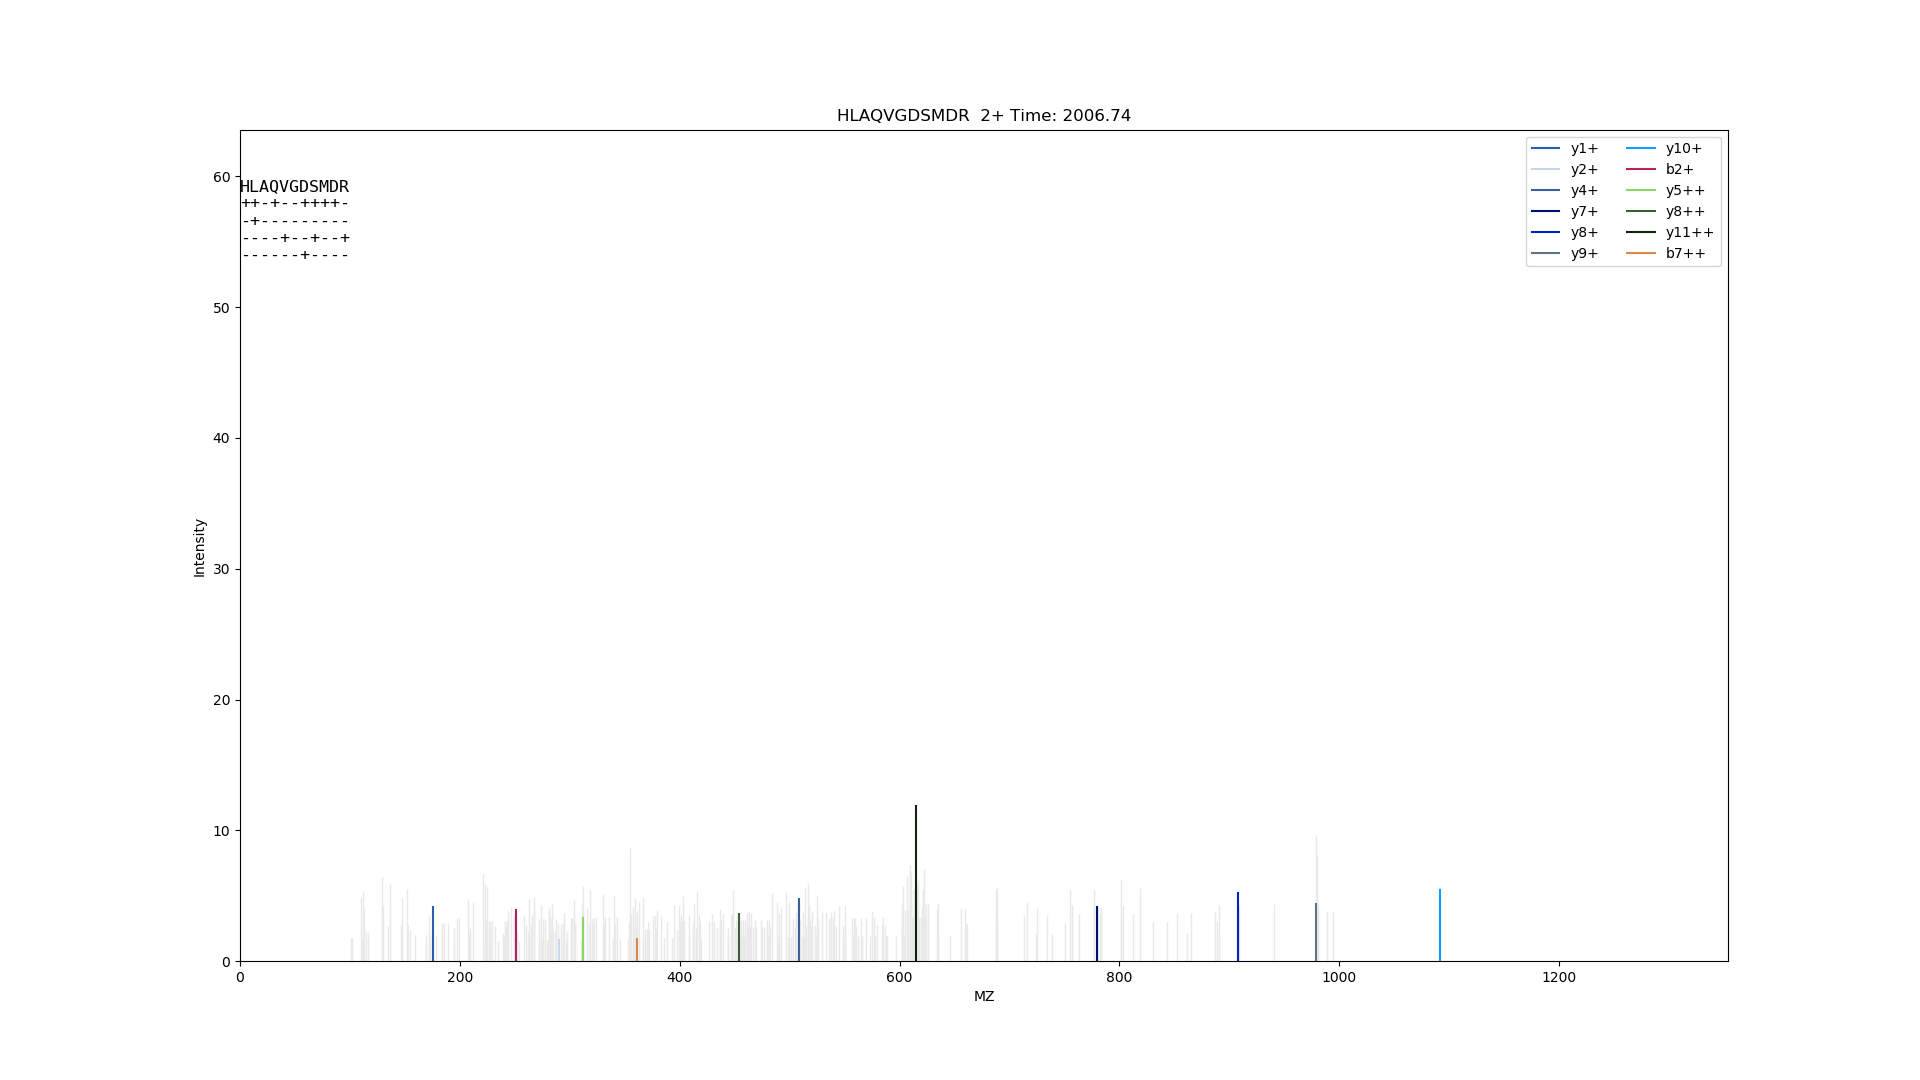 HLAQVGDSMDR  2+ Time: 2006.74
HLAQVGDSMDR
++-+--++++-
-+---------
----+--+--+
------+----
y1+
y2+
y4+
y7+
y8+
y9+
y10+
b2+
y5++
y8++
y11++
b7++
60
50
40
30
20
10
0
Intensity
0 200 400 600 800 1000 1200
MZ